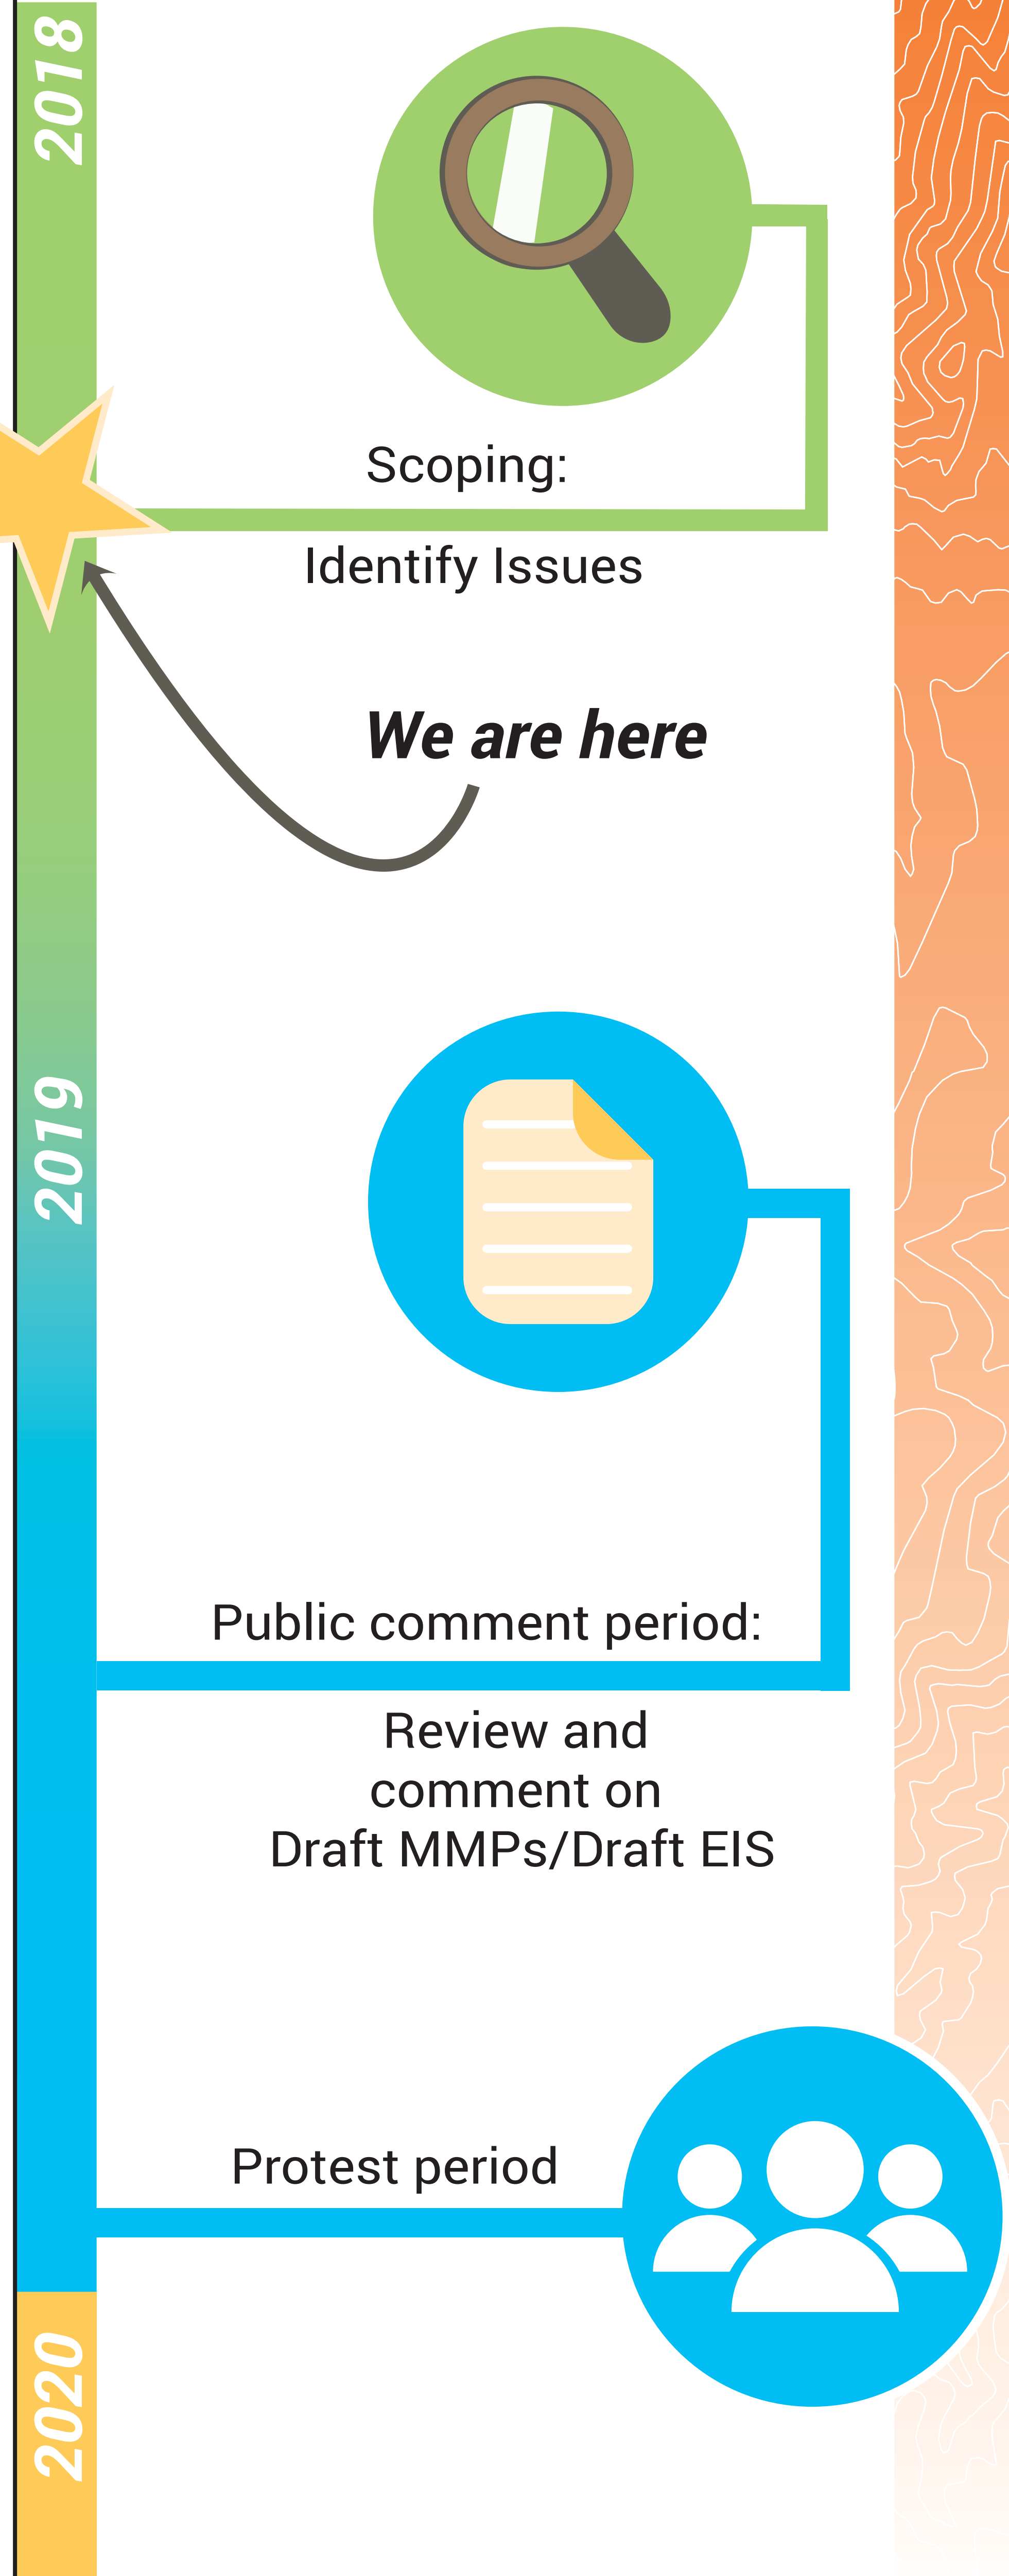 2018
Scoping:
Identify Issues
We are here
2019
Public comment period:
Review and
comment on
Draft MMPs/Draft EIS
Protest period
2020